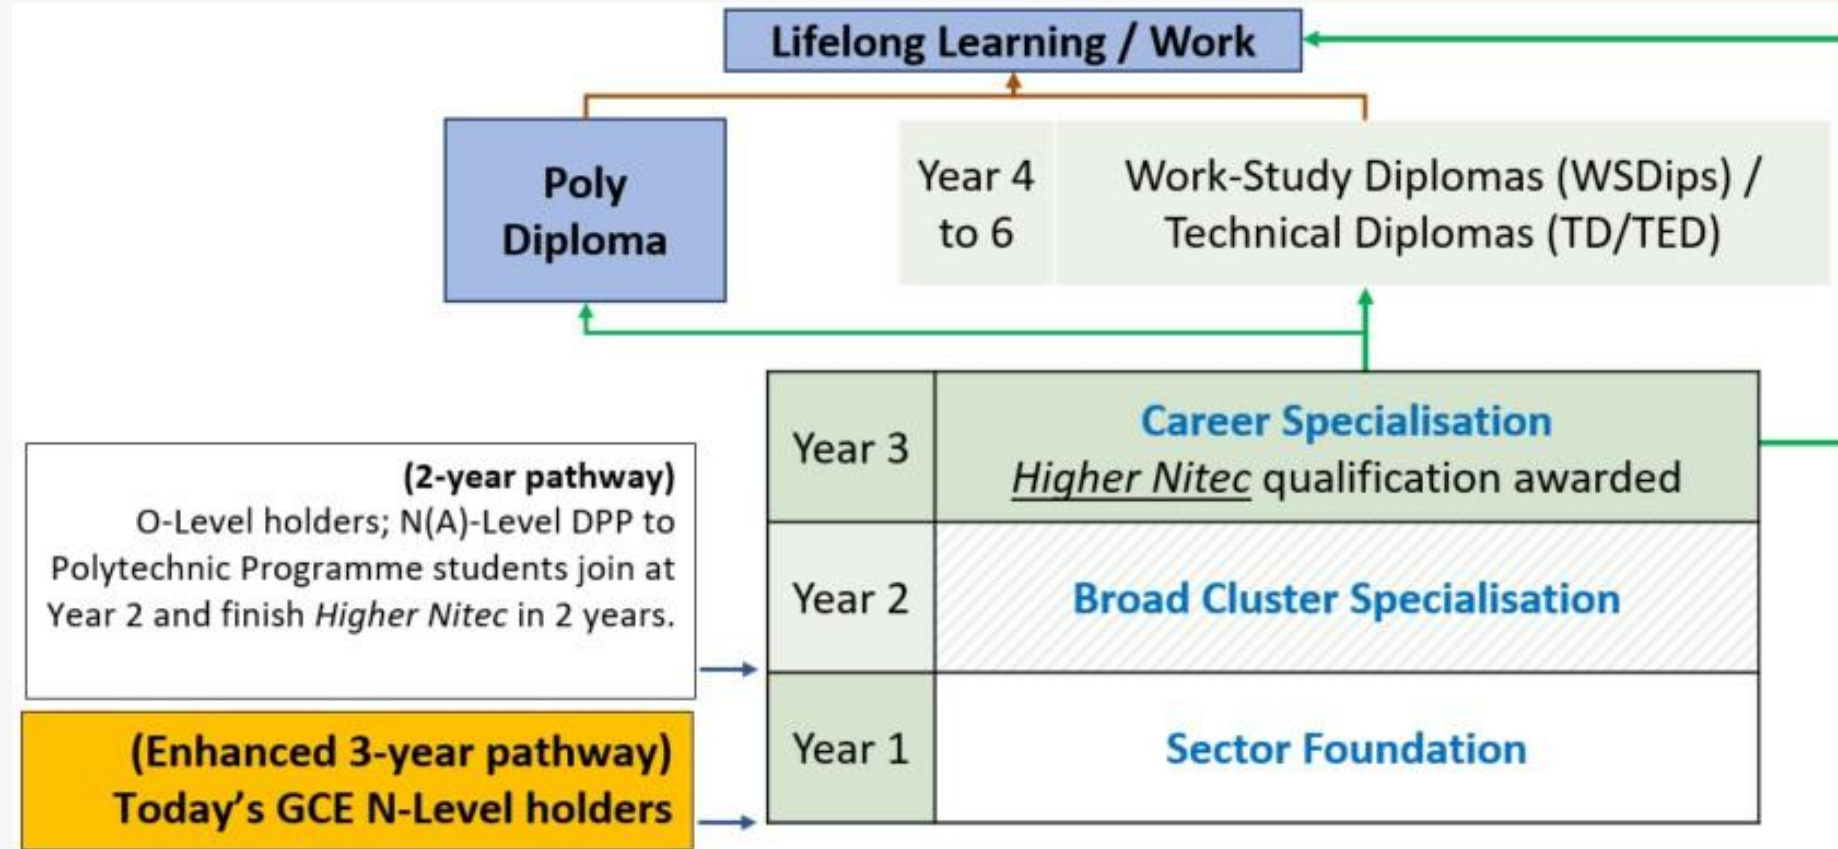 Lifelong Learning / Work
Poly
Diploma
Year 4
to 6
Work-Study Diplomas (WSDips) /
Technical Diplomas (TD/TED)
Year 3
Career Specialisation
Higher Nitec qualification awarded
(2-year pathway)
O-Level holders; N(A)-Level DPP to
Polytechnic Programme students join at
Year 2 and finish Higher Nitec in 2 years.
Year 2
Broad Cluster Specialisation
(Enhanced 3-year pathway)
Today’s GCE N-Level holders
Year 1
Sector Foundation